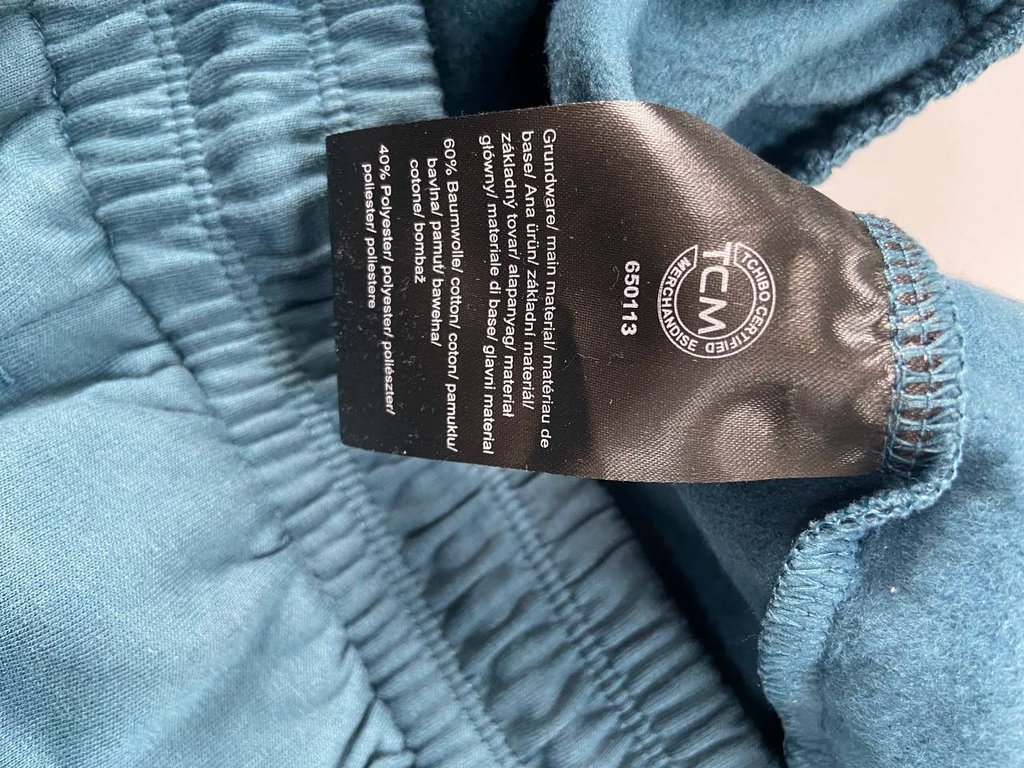 TCHIBO CERTIFIED
TCM
MERCHANDISE
650113
Grundware/ main material/ matériau de
base/ Ana ürün/ základní materiál/
základný tovar/ alapanyag/ materiał
główny/ materiale di base/ glavni material
60% Baumwolle/ cotton/ coton/ pamuklu/
bavlna/ pamut/ bawełna/
cotone/ bombaž
40% Polyester/ polyester/ poliészter/
poliester/ poliestere